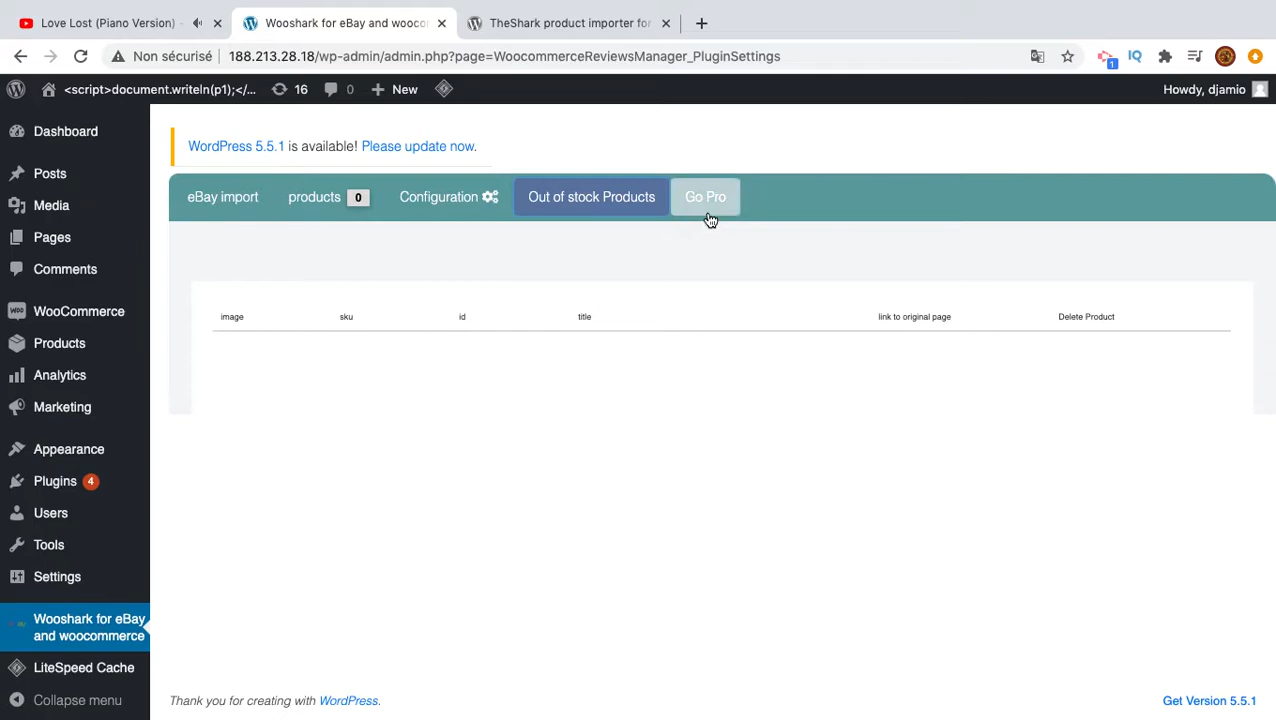 Love Lost (Piano Version)
Wooshark for eBay and wooco
TheShark product importer for
Non sécurisé
188.213.28.18/wp-admin/admin.php?page=WoocommerceReviewsManager_PluginSettings
1
<script>document.writeln(p1);</...
16
0
New
Howdy, djamio
Dashboard
Posts
Media
Pages
Comments
WooCommerce
Products
Analytics
Marketing
Appearance
Plugins 4
Users
Tools
Settings
Wooshark for eBay
and woocommerce
LiteSpeed Cache
Collapse menu
WordPress 5.5.1 is available! Please update now.
eBay import products 0 Configuration Out of stock Products Go Pro
image sku id title link to original page Delete Product
Thank you for creating with WordPress.
Get Version 5.5.1